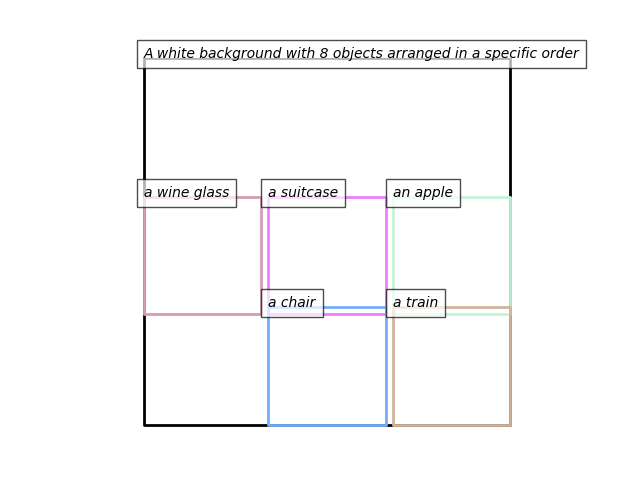 A white background with 8 objects arranged in a specific order
a wine glass
a suitcase
an apple
a chair
a train